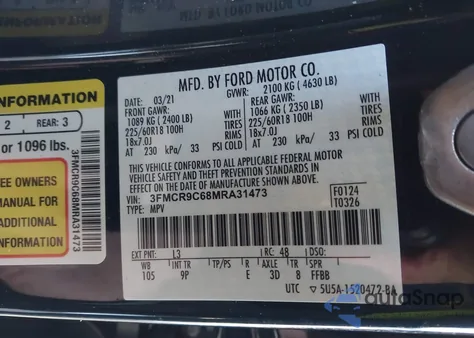 INFORMATION
2 REAR: 3
or 1096 lbs.
EE OWNERS
MANUAL FOR
3FMCR9C68MRA31473
MFD. BY FORD MOTOR CO.
DATE: 03/21 GVWR: 2100 KG ( 4630 LB)
FRONT GAWR: REAR GAWR:
1089 KG ( 2400 LB) WITH 1066 KG ( 2350 LB) WITH
225/60R18 100H TIRES 225/60R18 100H TIRES
18x7.0J RIMS 18x7.0J RIMS
AT 230 kPa/ 33 PSI COLD AT 230 kPa/ 33 PSI COLD
THIS VEHICLE CONFORMS TO ALL APPLICABLE FEDERAL MOTOR
VEHICLE SAFETY AND THEFT PREVENTION STANDARDS IN EFFECT
ON THE DATE OF MANUFACTURE SHOWN ABOVE.
VIN: 3FMCR9C68MRA31473 F0124
TYPE: MPV T0326
EXT PNT: L3 RC: 48 DSO:
WB INT TR TP/PS R AXLE TR SPR
105 9P E 3D 8 FFBB
UTC 5U5A-1520472-BA
autoSnap